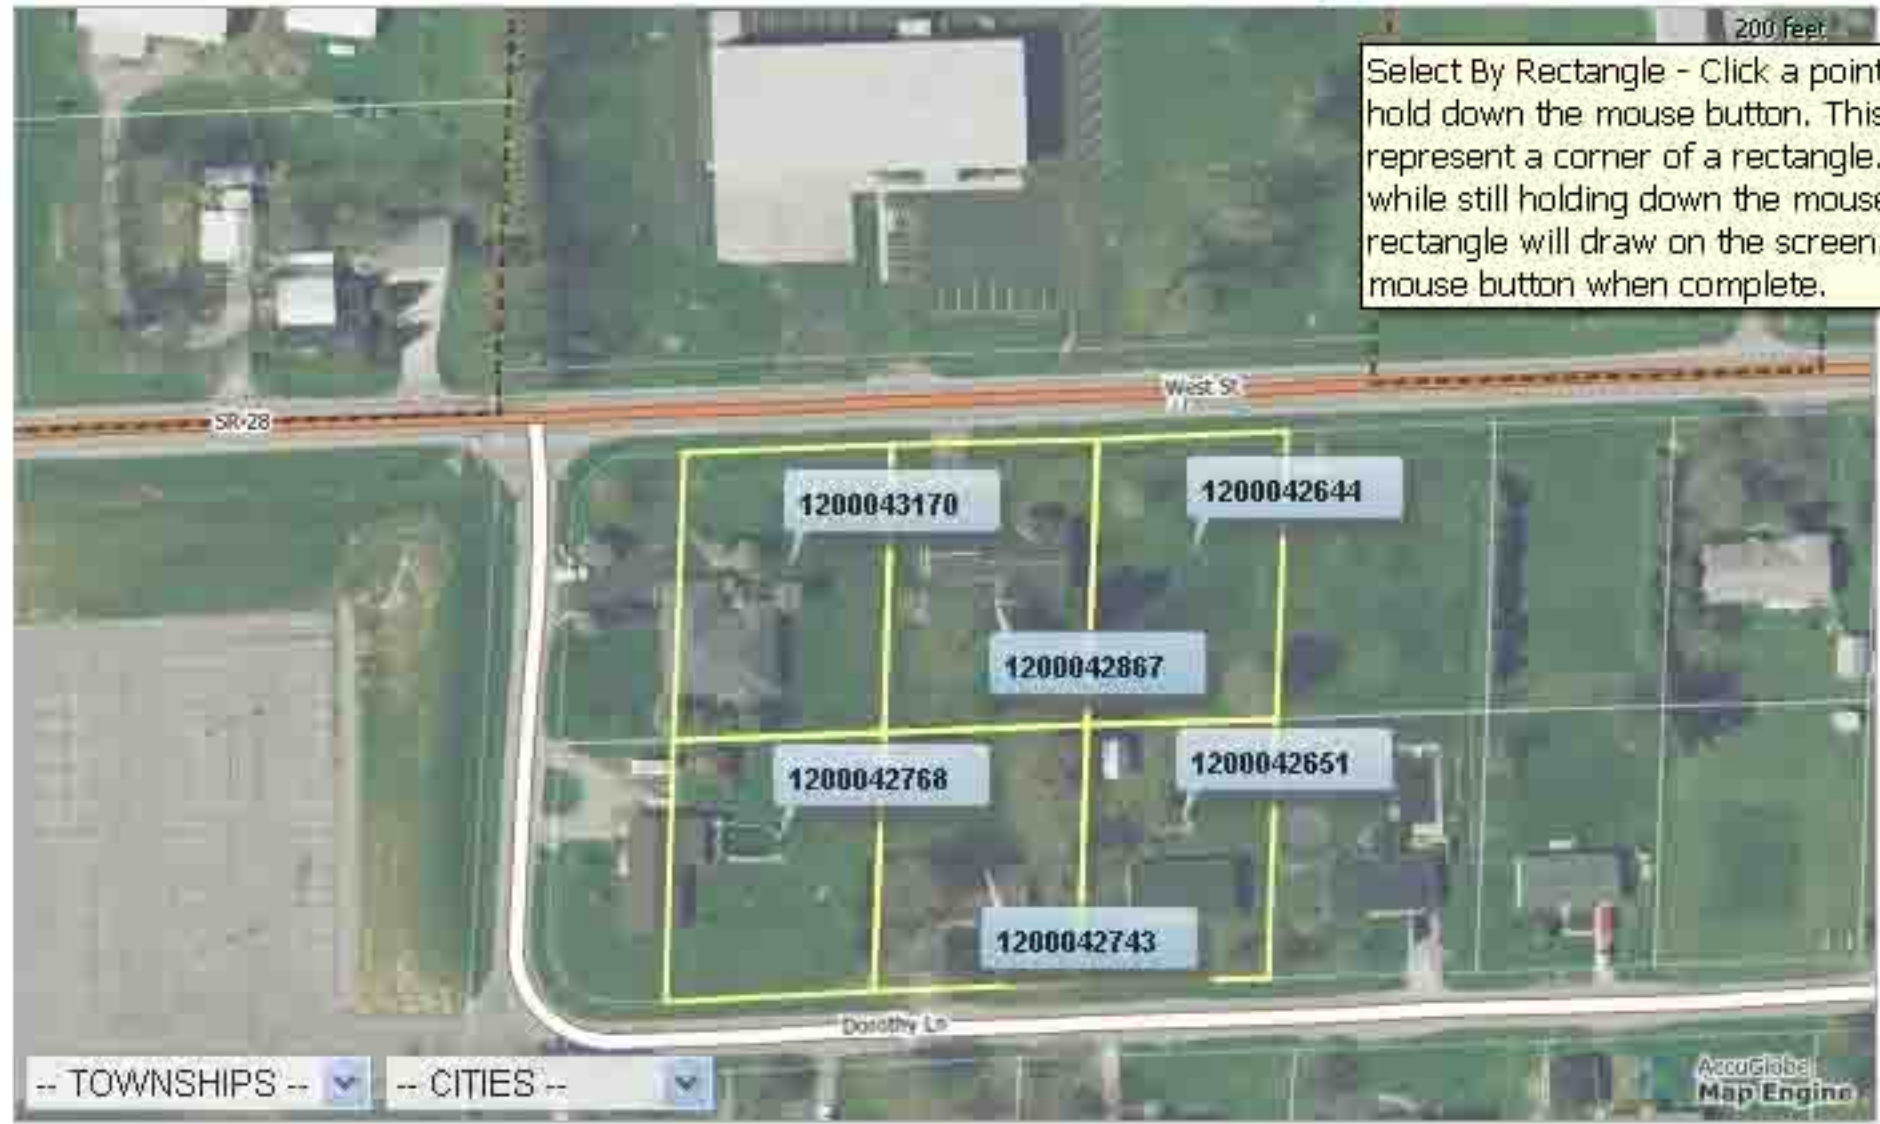 200 feet
Select By Rectangle - Click a point
hold down the mouse button. This
represent a corner of a rectangle.
while still holding down the mouse
rectangle will draw on the screen.
mouse button when complete.
West St
SR-28
1200043170
1200042644
1200042867
1200042768
1200042651
1200042743
Dorothy Ln
-- TOWNSHIPS --
-- CITIES --
AccuGlobe
Map Engine